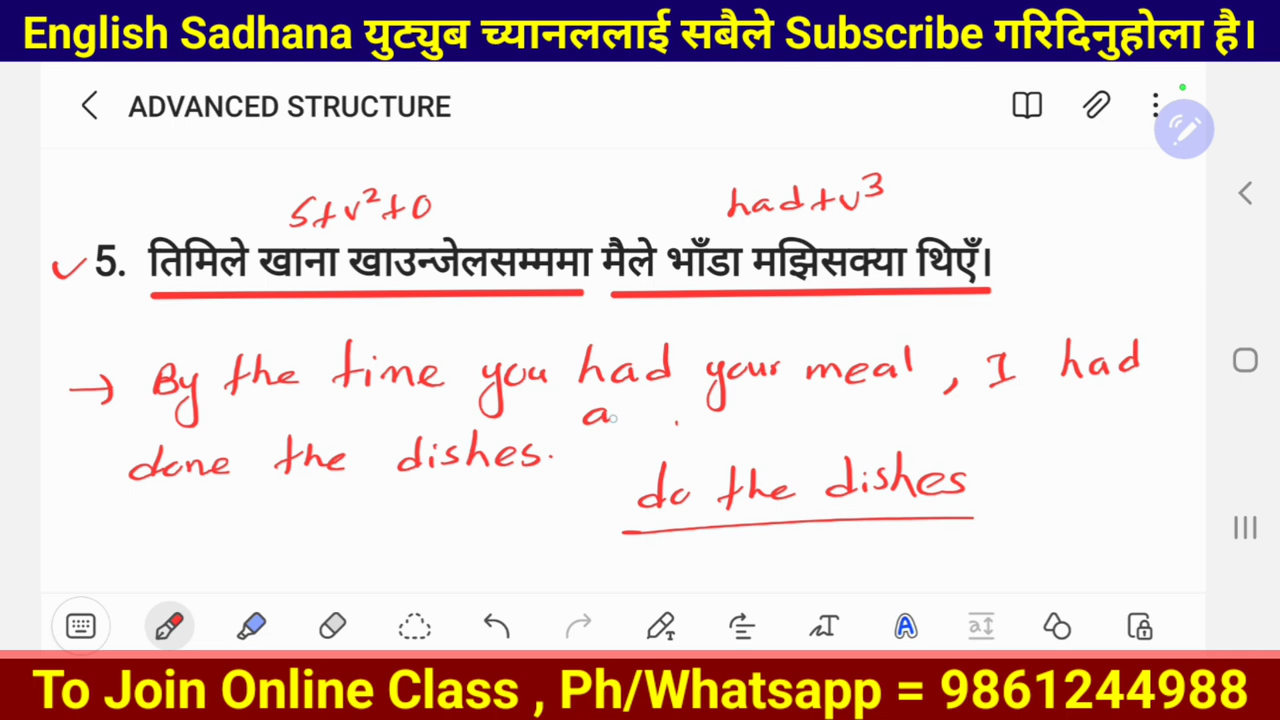 English Sadhana युट्युब च्यानललाई सबैले Subscribe गरिदिनुहोला है।
ADVANCED STRUCTURE
S+v²+o had+v³
5. तिमिले खाना खाउन्जेलसम्ममा मैले भाँडा मझिसक्या थिएँ।
→ By the time you had your meal, I had
a
done the dishes.
do the dishes
To Join Online Class , Ph/Whatsapp = 9861244988